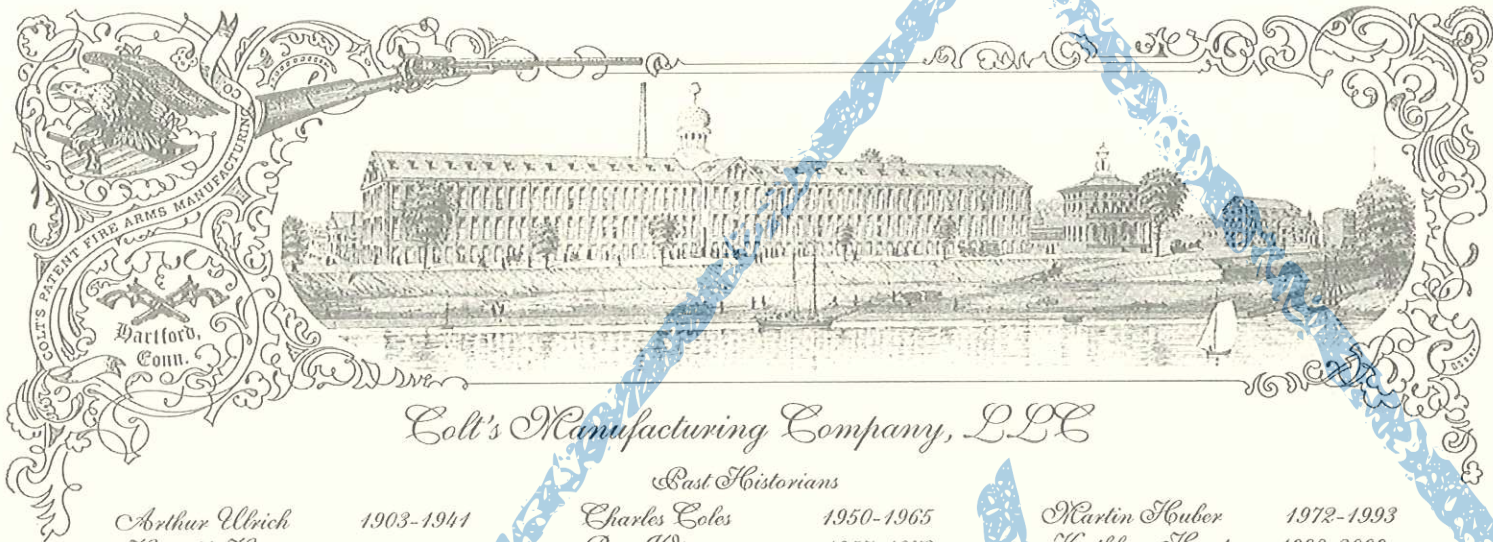 COLT'S PATENT FIRE ARMS MANUFACTURING CO
Hartford,
Conn.
Colt's Manufacturing Company, LLC
Past Historians
Arthur Ulrich 1903-1941 Charles Coles 1950-1965 Martin Huber 1972-1993